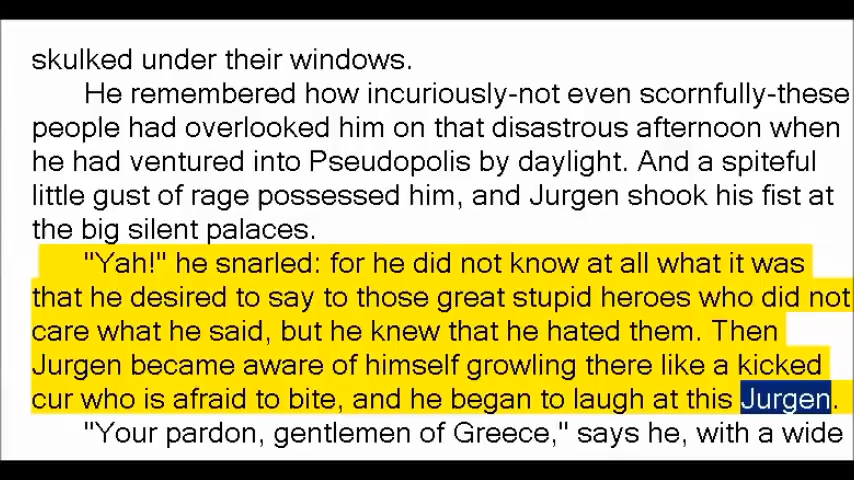 skulked under their windows.
He remembered how incuriously-not even scornfully-these
people had overlooked him on that disastrous afternoon when
he had ventured into Pseudopolis by daylight. And a spiteful
little gust of rage possessed him, and Jurgen shook his fist at
the big silent palaces.
"Yah!" he snarled: for he did not know at all what it was
that he desired to say to those great stupid heroes who did not
care what he said, but he knew that he hated them. Then
Jurgen became aware of himself growling there like a kicked
cur who is afraid to bite, and he began to laugh at this Jurgen.
"Your pardon, gentlemen of Greece," says he, with a wide